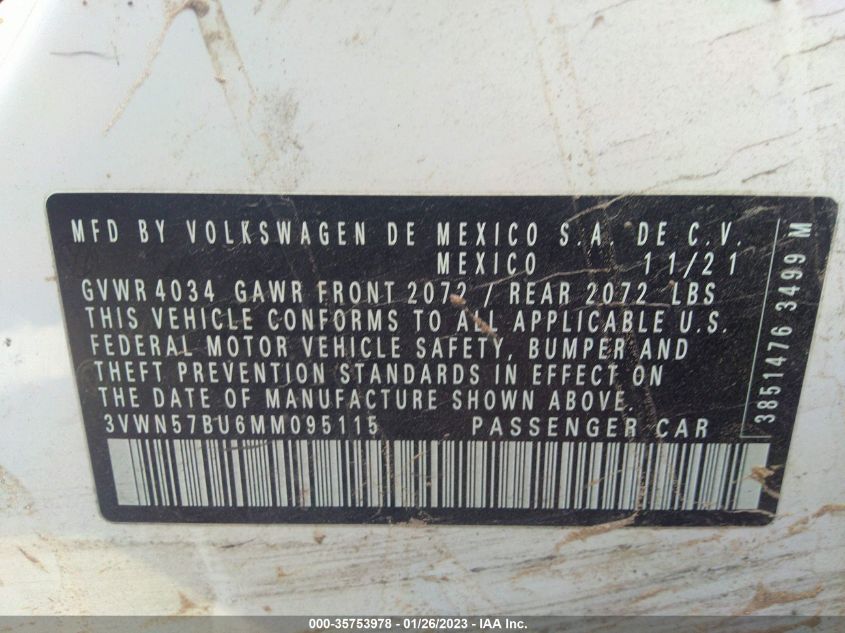 MFD BY VOLKSWAGEN DE MEXICO S.A. DE C.V.
MEXICO 11/21
GVWR 4034 GAWR FRONT 2072 / REAR 2072 LBS
THIS VEHICLE CONFORMS TO ALL APPLICABLE U.S.
FEDERAL MOTOR VEHICLE SAFETY, BUMPER AND
THEFT PREVENTION STANDARDS IN EFFECT ON
THE DATE OF MANUFACTURE SHOWN ABOVE.
3VWN57BU6MM095115 PASSENGER CAR
3851476 3499 M
000-35753978 - 01/26/2023 - IAA Inc.